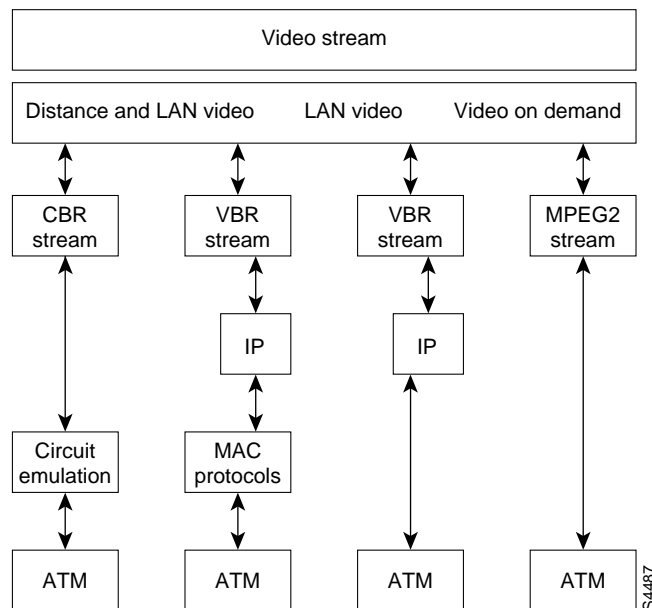 Video stream
Distance and LAN video LAN video Video on demand
CBR stream
VBR stream
VBR stream
MPEG2 stream
IP
IP
Circuit emulation
MAC protocols
ATM
ATM
ATM
ATM
S4487